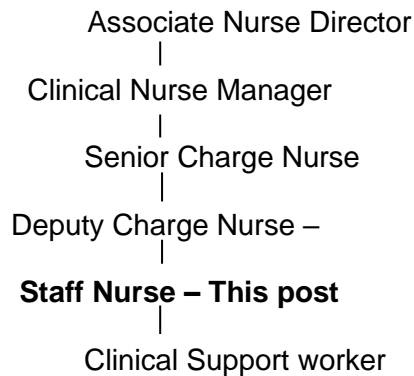 Associate Nurse Director
Clinical Nurse Manager
Senior Charge Nurse
Deputy Charge Nurse –
Staff Nurse – This post
Clinical Support worker